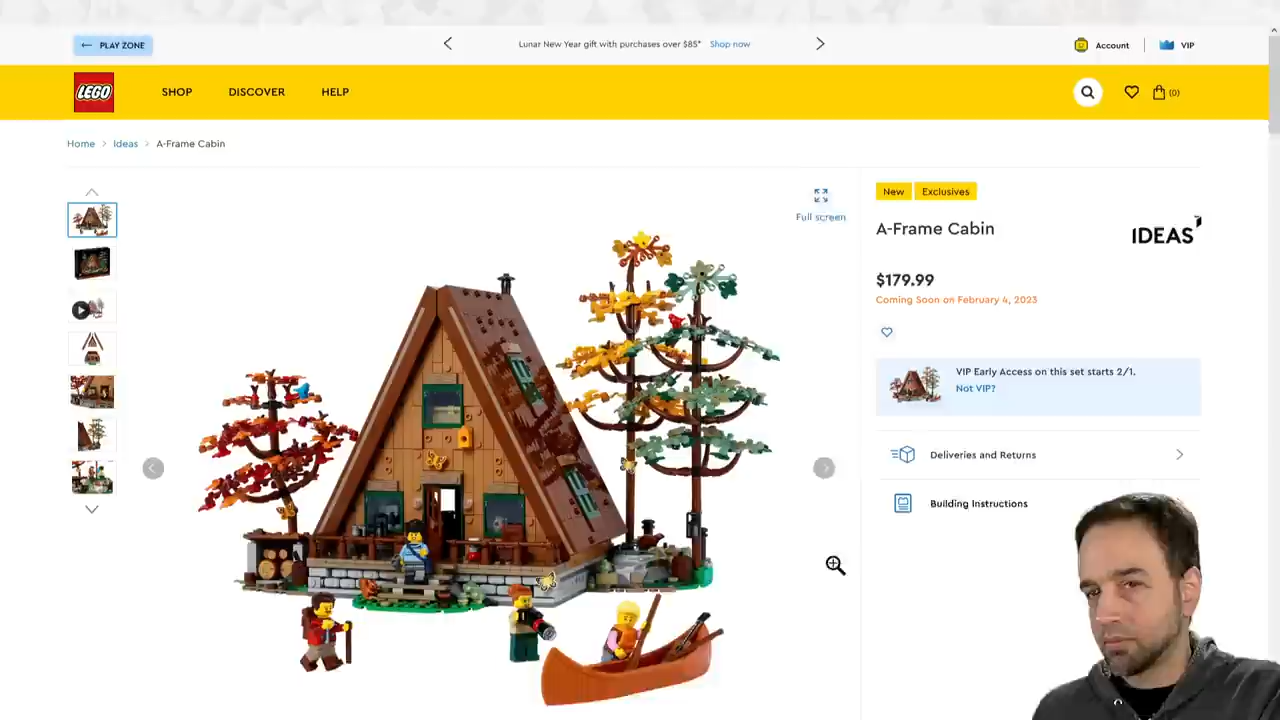 ← PLAY ZONE
Lunar New Year gift with purchases over $85* Shop now
Account
VIP
LEGO
SHOP
DISCOVER
HELP
(0)
Home > Ideas > A-Frame Cabin
Full screen
New
Exclusives
A-Frame Cabin
IDEAS
$179.99
Coming Soon on February 4, 2023
VIP Early Access on this set starts 2/1.
Not VIP?
Deliveries and Returns
Building Instructions